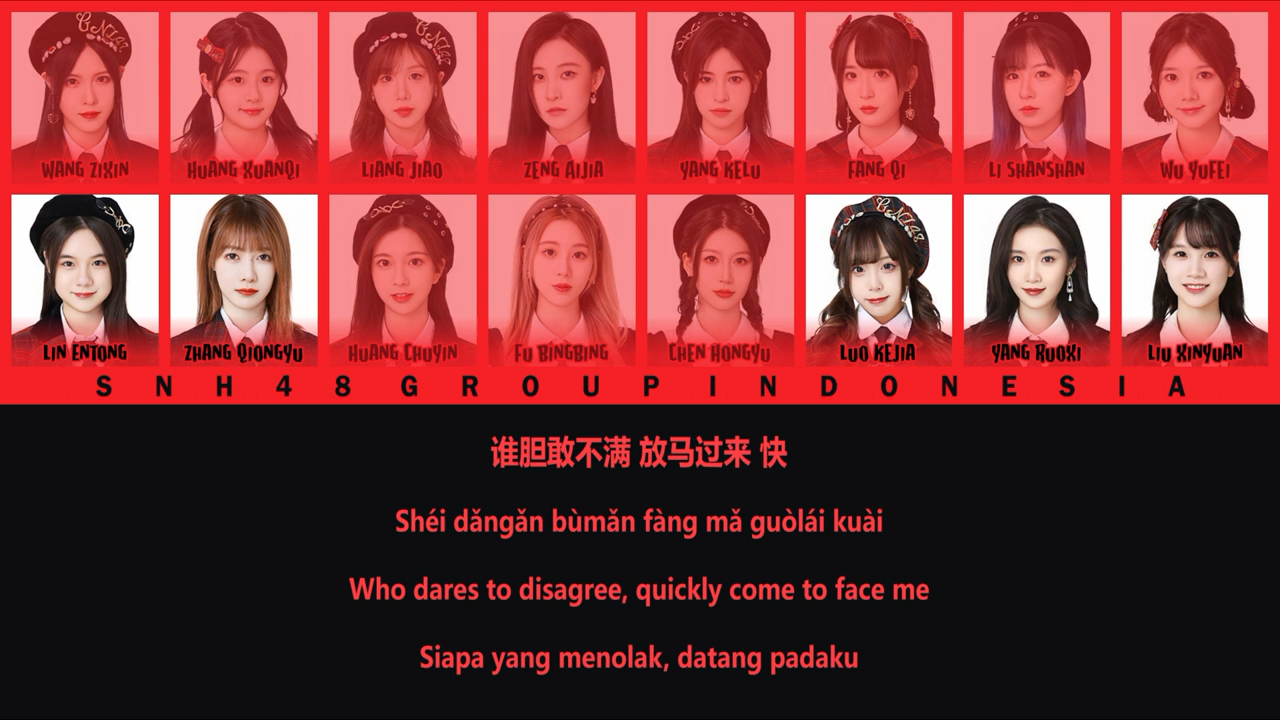 WANG ZIXIN HUANG XUANQI LIANG JIAO ZENG AIJIA YANG KELU FANG QI LI SHANSHAN WU YUFEI
LIN ENTONG ZHANG QIONGYU HUANG CHUYIN FU BINGBING CHEN HONGYU LUO KEJIA YANG RUOXI LIU XINYUAN
SNH48GROUPINDONESIA
谁胆敢不满 放马过来 快
Shéi dǎngǎn bùmǎn fàng mǎ guòlái kuài
Who dares to disagree, quickly come to face me
Siapa yang menolak, datang padaku